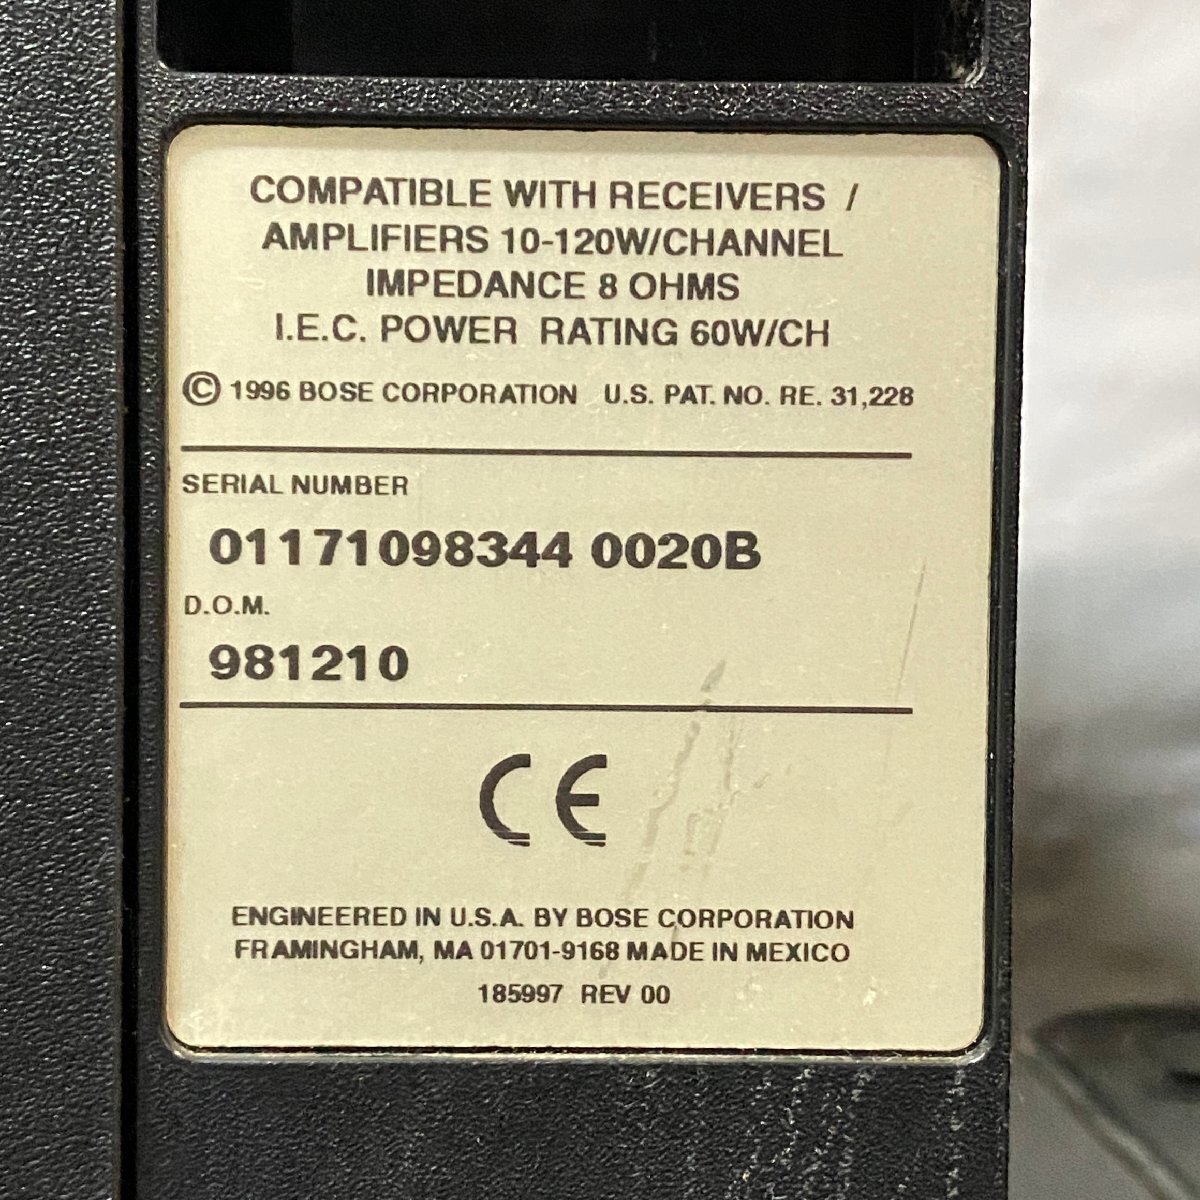 COMPATIBLE WITH RECEIVERS /
AMPLIFIERS 10-120W/CHANNEL
IMPEDANCE 8 OHMS
I.E.C. POWER RATING 60W/CH
© 1996 BOSE CORPORATION U.S. PAT. NO. RE. 31,228
SERIAL NUMBER
01171098344 0020B
D.O.M.
981210
CE
ENGINEERED IN U.S.A. BY BOSE CORPORATION
FRAMINGHAM, MA 01701-9168 MADE IN MEXICO
185997 REV 00